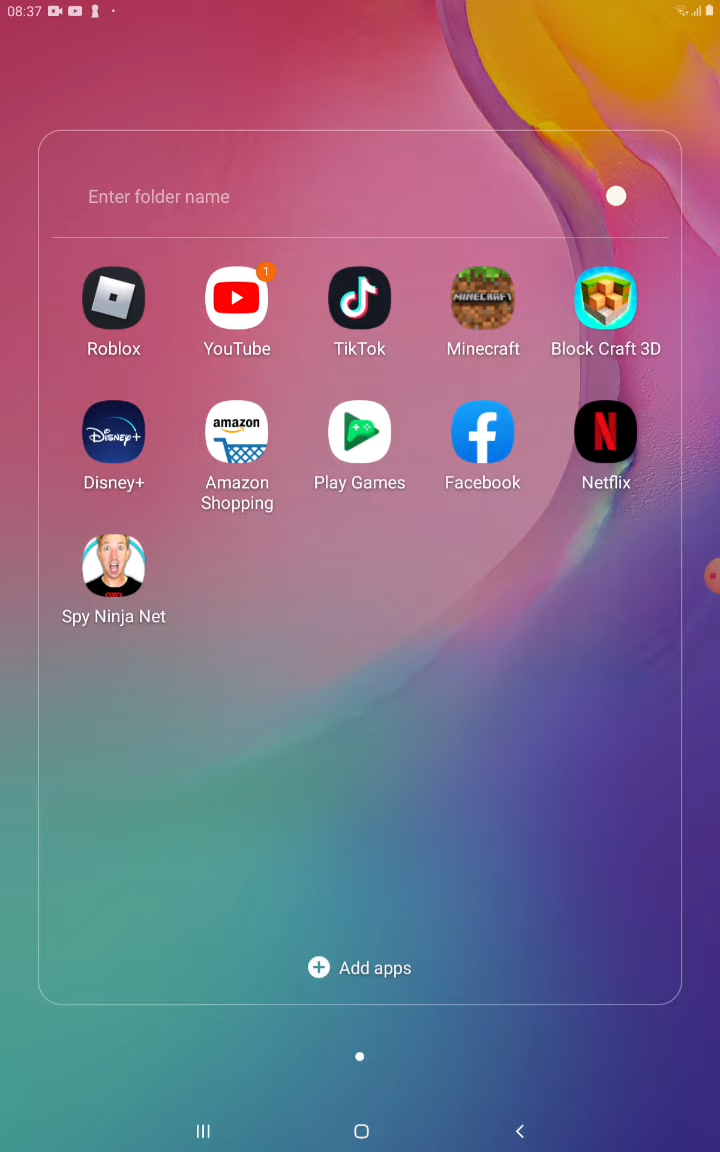 08:37
Enter folder name
1
Roblox
YouTube
TikTok
MINECRAFT
Minecraft
Block Craft 3D
Disney+
Disney+
amazon
Amazon
Shopping
Play Games
Facebook
N
Netflix
Spy Ninja Net
Add apps